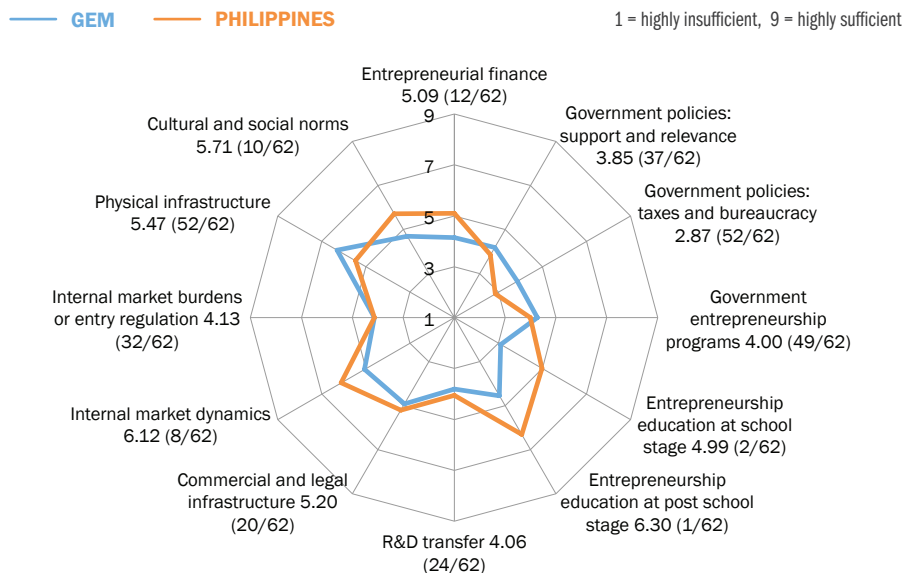 GEM PHILIPPINES 1 = highly insufficient, 9 = highly sufficient
Entrepreneurial finance
5.09 (12/62)
Government policies:
support and relevance
3.85 (37/62)
Government policies:
taxes and bureaucracy
2.87 (52/62)
Government
entrepreneurship
programs 4.00 (49/62)
Entrepreneurship
education at school
stage 4.99 (2/62)
Entrepreneurship
education at post school
stage 6.30 (1/62)
R&D transfer 4.06
(24/62)
Commercial and legal
infrastructure 5.20
(20/62)
Internal market dynamics
6.12 (8/62)
Internal market burdens
or entry regulation 4.13
(32/62)
Physical infrastructure
5.47 (52/62)
Cultural and social norms
5.71 (10/62)
9
7
5
3
1